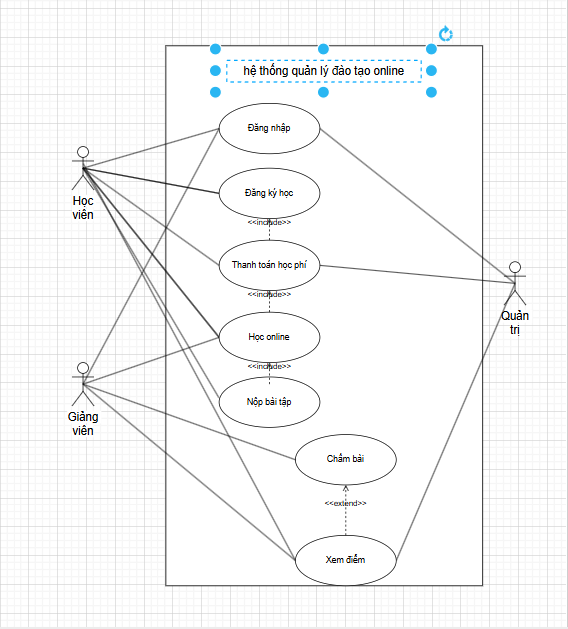 hệ thống quản lý đào tạo online
Đăng nhập
Học
viên
Đăng ký học
<<include>>
Thanh toán học phí
<<include>>
Quản
trị
Học online
<<include>>
Nộp bài tập
Giảng
viên
Chấm bài
<<extend>>
Xem điểm